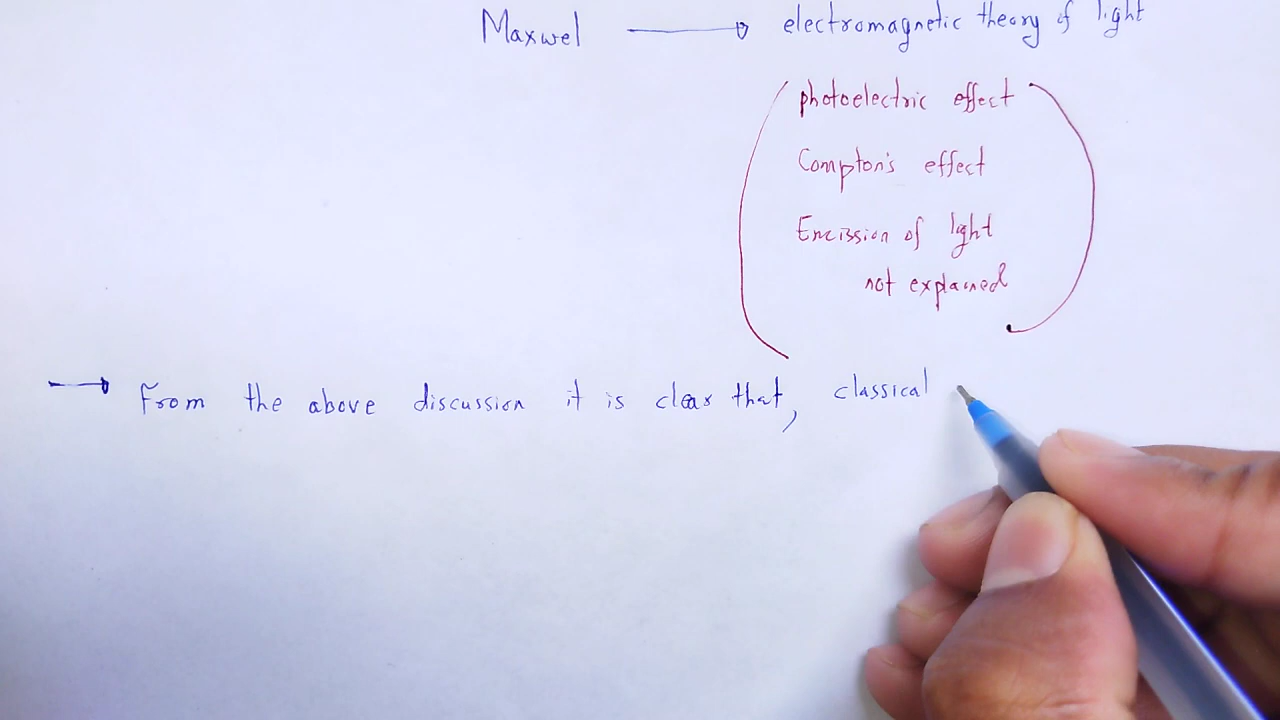 Maxwel electromagnetic theory of light
photoelectric effect
Compton's effect
Emission of light
not explained
From the above discussion it is clear that, classical